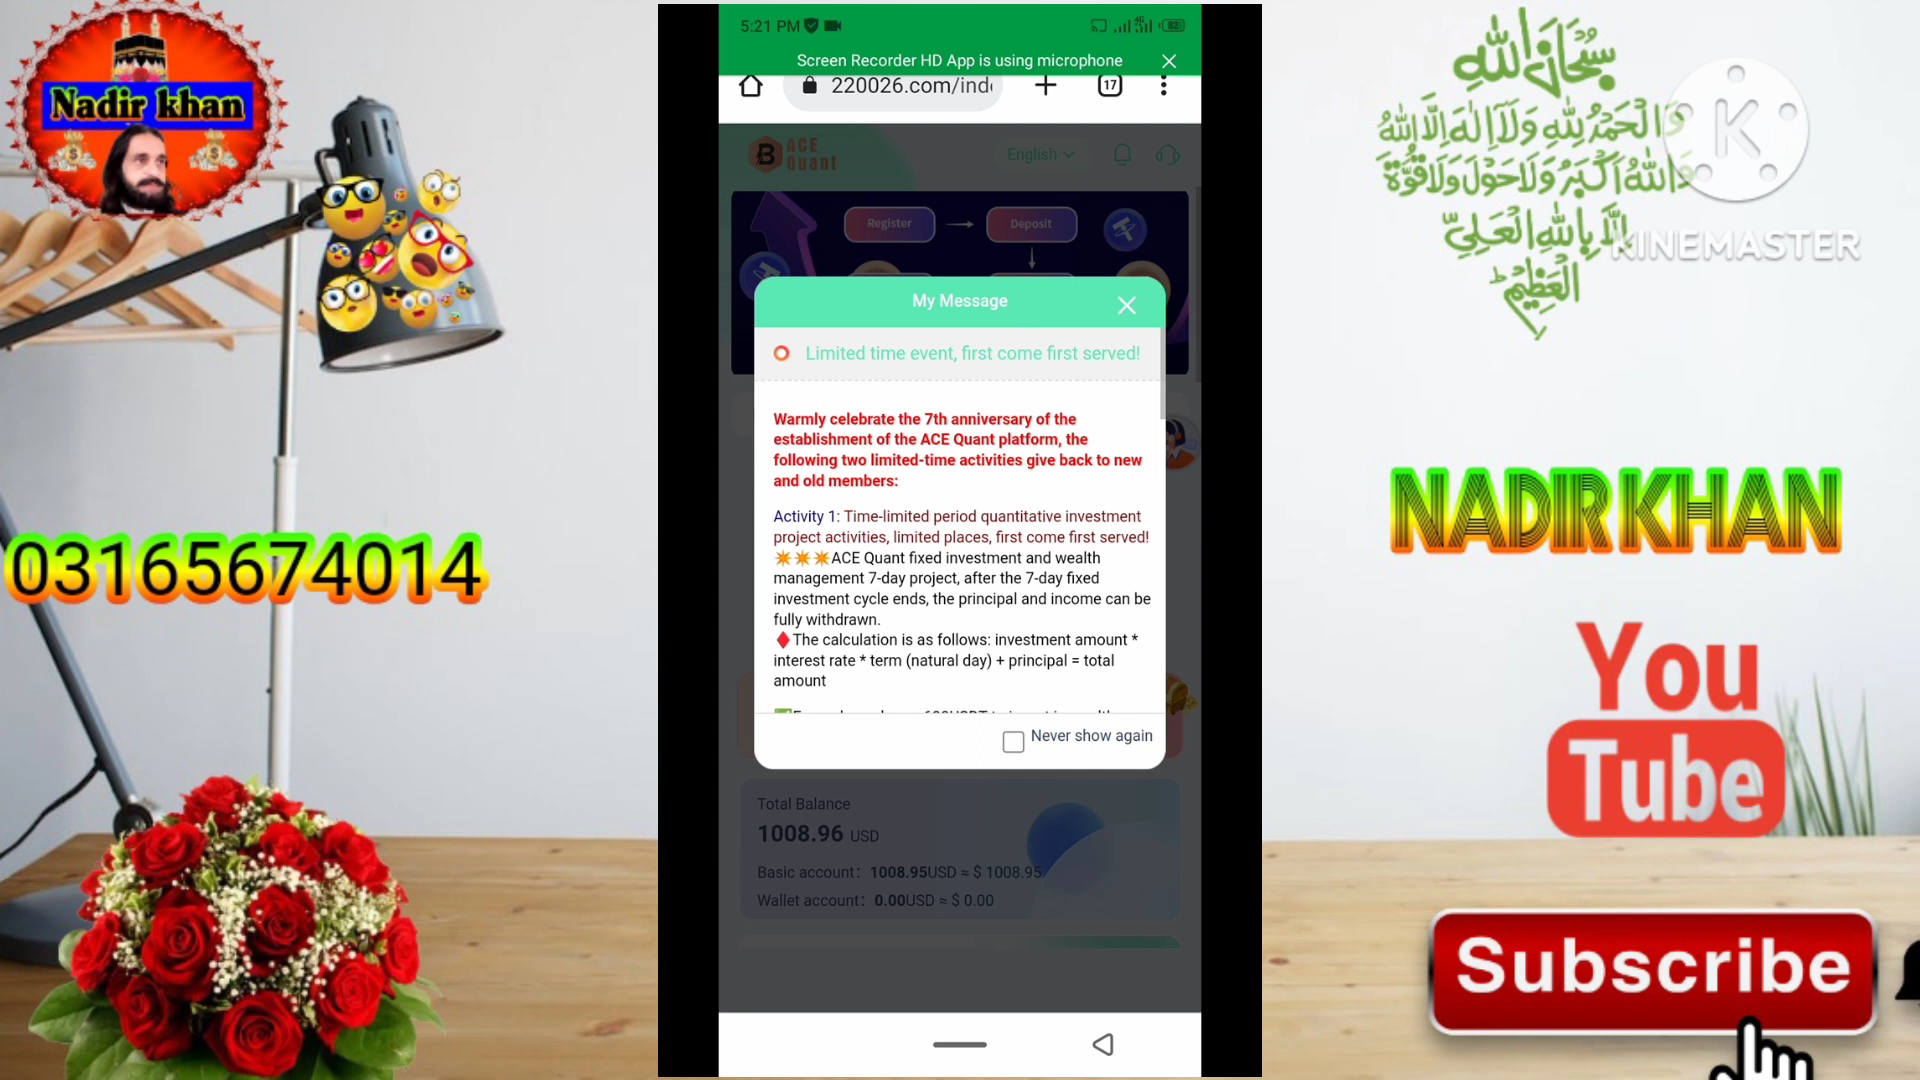 Nadir khan
03165674014
5:21 PM
Screen Recorder HD App is using microphone
220026.com/ind
17
ACE
Quant
English
Register
Deposit
My Message
Limited time event, first come first served!
Warmly celebrate the 7th anniversary of the
establishment of the ACE Quant platform, the
following two limited-time activities give back to new
and old members:
Activity 1: Time-limited period quantitative investment
project activities, limited places, first come first served!
ACE Quant fixed investment and wealth
management 7-day project, after the 7-day fixed
investment cycle ends, the principal and income can be
fully withdrawn.
The calculation is as follows: investment amount *
interest rate * term (natural day) + principal = total
amount
Never show again
Total Balance
1008.96 USD
Basic account: 1008.95USD ≈ $ 1008.95
Wallet account: 0.00USD ≈ $ 0.00
سُبْحَانَ اللهِ
وَالْحَمْدُ لِلّٰهِ وَلَا إِلٰهَ إِلَّا اللهُ
وَاللهُ أَكْبَرُ وَلَا حَوْلَ وَلَا قُوَّةَ
إِلَّا بِاللهِ الْعَلِيِّ
الْعَظِيْمِ
K
KINEMASTER
NADIR KHAN
You
Tube
Subscribe